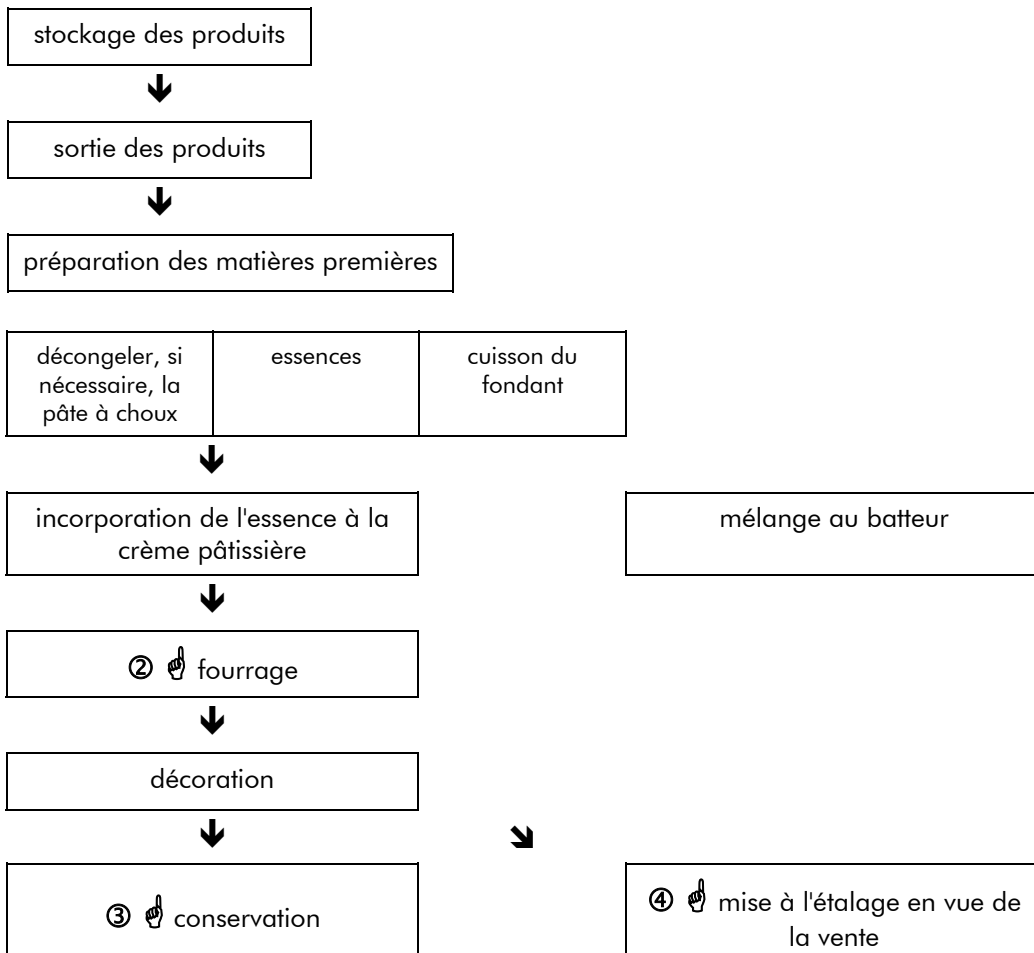 stockage des produits
🡻
sortie des produits
🡻
préparation des matières premières
décongeler, si
nécessaire, la
pâte à choux
essences
cuisson du
fondant
🡻
incorporation de l'essence à la
crème pâtissière
mélange au batteur
🡻
② ☝ fourrage
🡻
décoration
🡻
🡾
③ ☝ conservation
④ ☝ mise à l'étalage en vue de
la vente